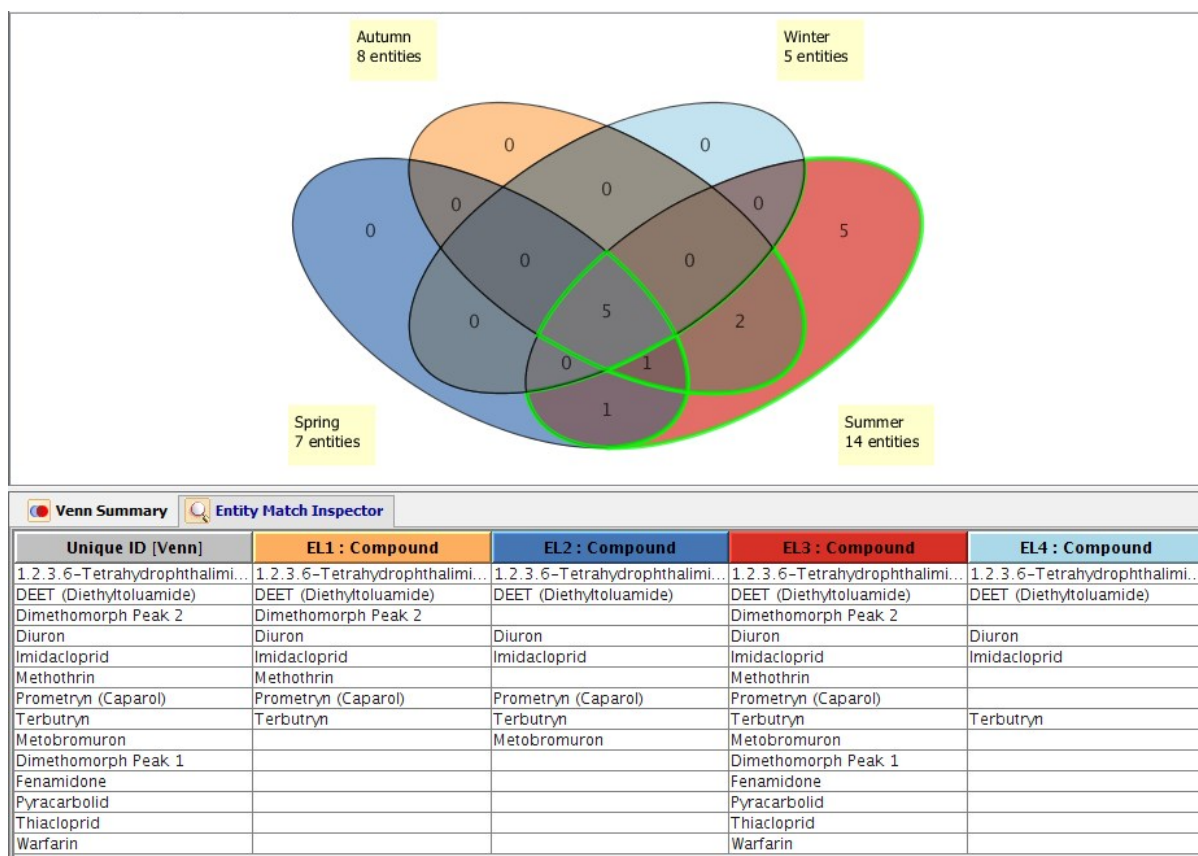 Autumn
8 entities
Winter
5 entities
0 0
0
0 0
0 5
0 0
5
0 2
0 1
1
Spring
7 entities
Summer
14 entities
Venn Summary Entity Match Inspector
Unique ID [Venn] EL1 : Compound EL2 : Compound EL3 : Compound EL4 : Compound
1.2.3.6-Tetrahydrophthalimi... 1.2.3.6-Tetrahydrophthalimi... 1.2.3.6-Tetrahydrophthalimi... 1.2.3.6-Tetrahydrophthalimi... 1.2.3.6-Tetrahydrophthalimi...
DEET (Diethyltoluamide) DEET (Diethyltoluamide) DEET (Diethyltoluamide) DEET (Diethyltoluamide) DEET (Diethyltoluamide)
Dimethomorph Peak 2 Dimethomorph Peak 2 Dimethomorph Peak 2
Diuron Diuron Diuron Diuron Diuron
Imidacloprid Imidacloprid Imidacloprid Imidacloprid Imidacloprid
Methothrin Methothrin Methothrin
Prometryn (Caparol) Prometryn (Caparol) Prometryn (Caparol) Prometryn (Caparol)
Terbutryn Terbutryn Terbutryn Terbutryn Terbutryn
Metobromuron Metobromuron Metobromuron
Dimethomorph Peak 1 Dimethomorph Peak 1
Fenamidone Fenamidone
Pyracarbolid Pyracarbolid
Thiacloprid Thiacloprid
Warfarin Warfarin